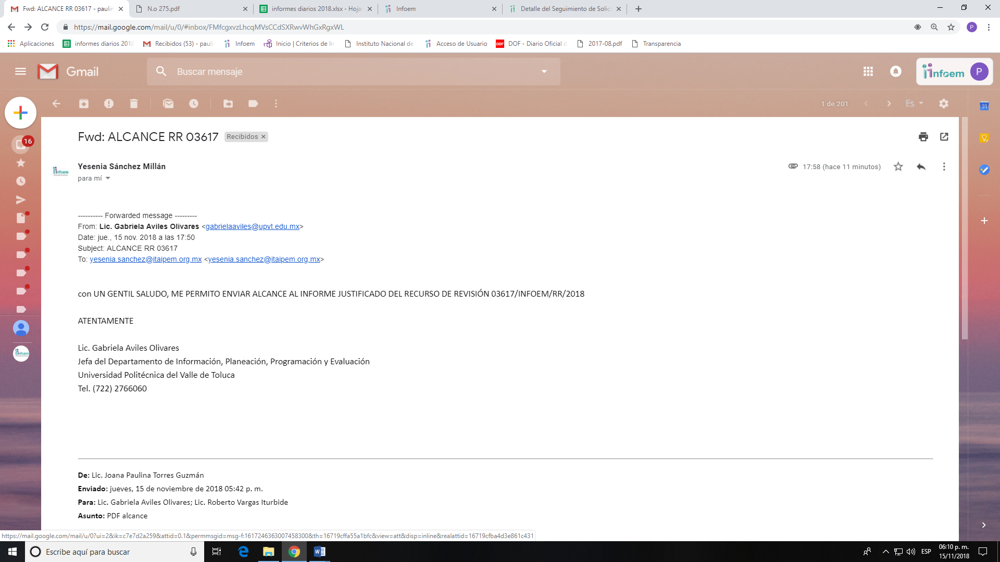 Fwd: ALCANCE RR 03617 - paulin
N.o 275.pdf
informes diarios 2018.xlsx - Hojas
Infoem
Detalle del Seguimiento de Solici
https://mail.google.com/mail/u/0/#inbox/FMfcgxvzLhcqMVsCCdSXRwvWhGxRgxWL
P
Aplicaciones
informes diarios 2018
Recibidos (53) - pauli
Infoem
Inicio | Criterios de In
Instituto Nacional de
Acceso de Usuario
DOF - Diario Oficial d
2017-08.pdf
Transparencia
Gmail
Buscar mensaje
infoem
P
1 de 201
Es
31
16
Fwd: ALCANCE RR 03617
Recibidos x
infoem
Yesenia Sánchez Millán
17:58 (hace 11 minutos)
para mí
---------- Forwarded message ---------
From: Lic. Gabriela Aviles Olivares <gabrielaaviles@upvt.edu.mx>
Date: jue., 15 nov. 2018 a las 17:50
Subject: ALCANCE RR 03617
To: yesenia.sanchez@itaipem.org.mx <yesenia.sanchez@itaipem.org.mx>
con UN GENTIL SALUDO, ME PERMITO ENVIAR ALCANCE AL INFORME JUSTIFICADO DEL RECURSO DE REVISIÓN 03617/INFOEM/RR/2018
ATENTAMENTE
Lic. Gabriela Aviles Olivares
Jefa del Departamento de Información, Planeación, Programación y Evaluación
Universidad Politécnica del Valle de Toluca
Tel. (722) 2766060
infoem
De: Lic. Joana Paulina Torres Guzmán
Enviado: jueves, 15 de noviembre de 2018 05:42 p. m.
Para: Lic. Gabriela Aviles Olivares; Lic. Roberto Vargas Iturbide
Asunto: PDF alcance
https://mail.google.com/mail/u/0?ui=2&ik=c7e7d2a259&attid=0.1&permmsgid=msg-f:1617246363007458300&th=16719cffa55a1bfc&view=att&disp=inline&realattid=16719cfba4d3e861c431
Escribe aquí para buscar
ESP
06:10 p. m.
15/11/2018